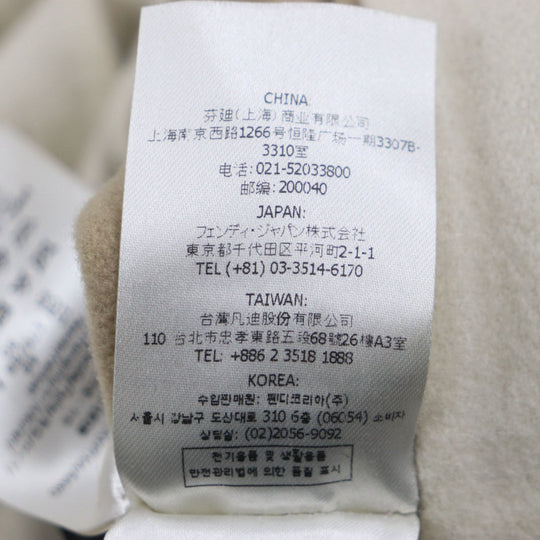 CHINA:
芬迪(上海)商业有限公司
上海南京西路1266号恒隆广场一期3307B-
3310室
电话: 021-52033800
邮编: 200040
JAPAN:
フェンディ・ジャパン株式会社
東京都千代田区平河町2-1-1
TEL (+81) 03-3514-6170
TAIWAN:
台灣凡迪股份有限公司
110 台北市忠孝東路五段68號26樓A3室
TEL: +886 2 3518 1888
KOREA:
수입판매원: 펜디코리아(주)
서울시 강남구 도산대로 310 6층 (06054) 소비자
상담실: (02)2056-9092
전기용품 및 생활용품
안전관리법에 의한 품질 표시